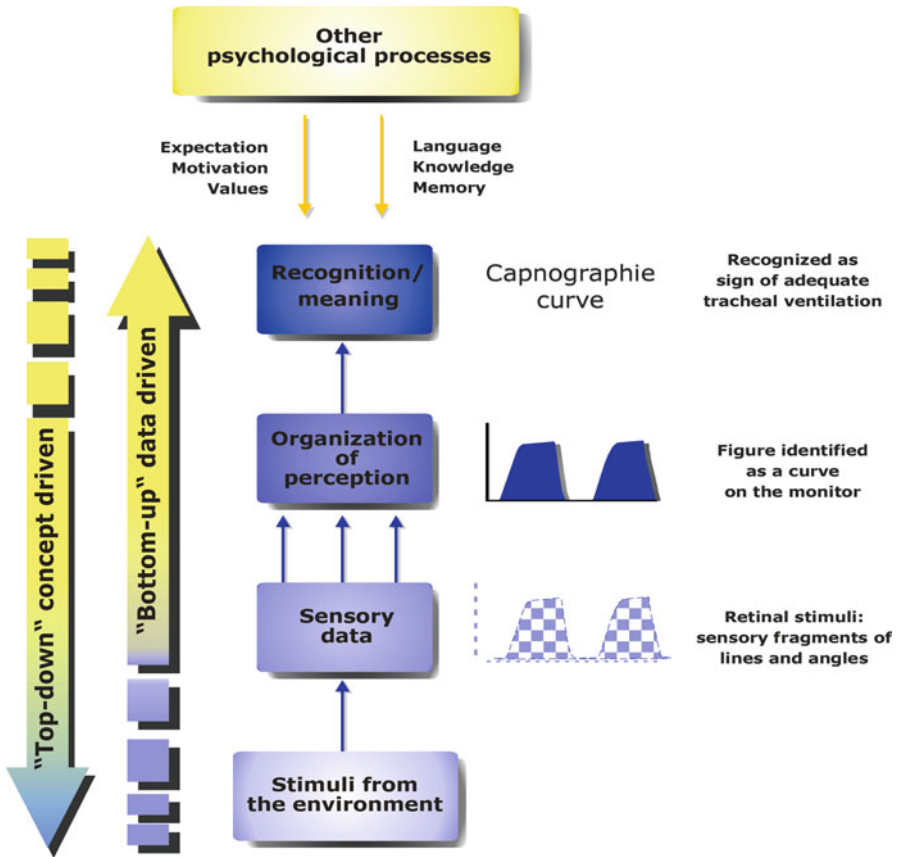 Other
psychological processes
Expectation
Motivation
Values
Language
Knowledge
Memory
"Top-down" concept driven
"Bottom-up" data driven
Recognition/
meaning
Capnographie
curve
Recognized as
sign of adequate
tracheal ventilation
Organization
of
perception
Figure identified
as a curve
on the monitor
Sensory
data
Retinal stimuli:
sensory fragments of
lines and angles
Stimuli from
the environment